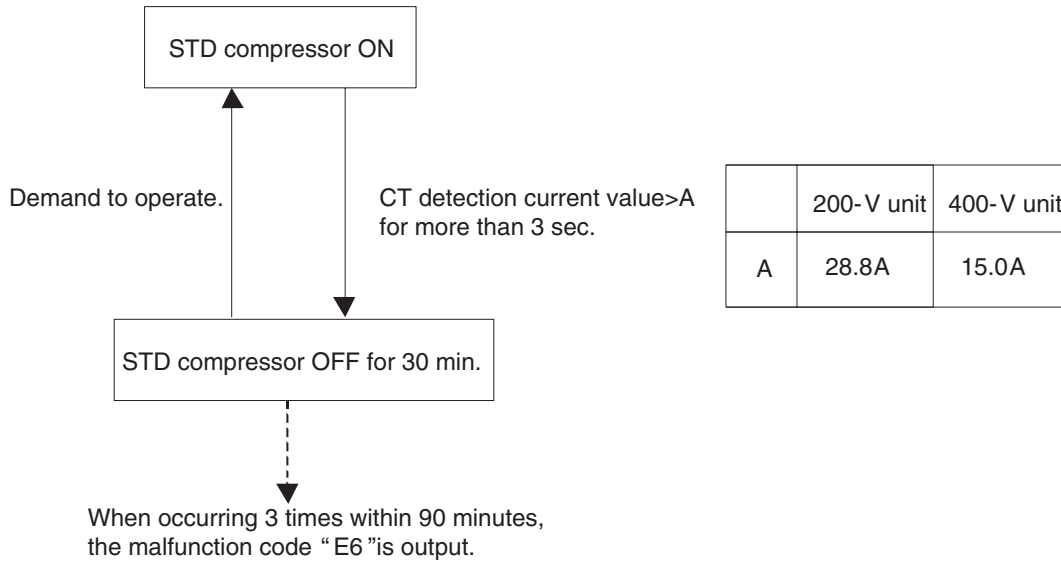 STD compressor ON
Demand to operate.
CT detection current value>A
for more than 3 sec.
200-V unit 400-V unit
A 28.8A 15.0A
STD compressor OFF for 30 min.
When occurring 3 times within 90 minutes,
the malfunction code “E6”is output.